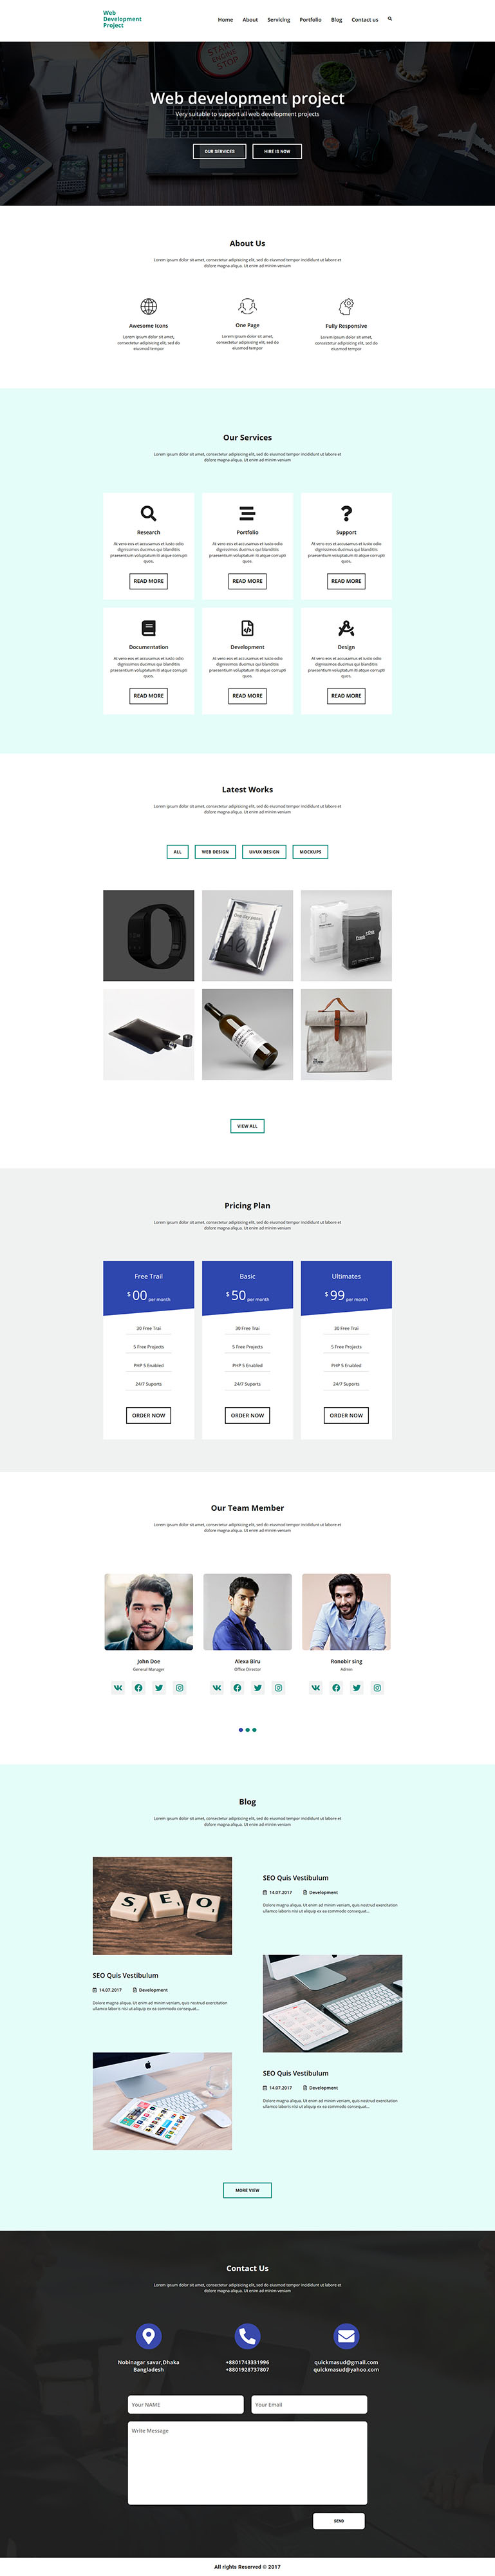 Web
Development
Project
Home About Servicing Portfolio Blog Contact us
Web development project
Very suitable to support all web development projects
OUR SERVICES HIRE IS NOW
About Us
Lorem ipsum dolor sit amet, consectetur adipisicing elit, sed do eiusmod tempor incididunt ut labore et
dolore magna aliqua. Ut enim ad minim veniam
Awesome Icons
Lorem ipsum dolor sit amet,
consectetur adipisicing elit, sed do
eiusmod tempor
One Page
Lorem ipsum dolor sit amet,
consectetur adipisicing elit, sed do
eiusmod tempor
Fully Responsive
Lorem ipsum dolor sit amet,
consectetur adipisicing elit, sed do
eiusmod tempor
Our Services
Lorem ipsum dolor sit amet, consectetur adipisicing elit, sed do eiusmod tempor incididunt ut labore et
dolore magna aliqua. Ut enim ad minim veniam
Research
At vero eos et accusamus et iusto odio
dignissimos ducimus qui blanditiis
praesentium voluptatum iti atque corrupti
quos.
READ MORE
Portfolio
At vero eos et accusamus et iusto odio
dignissimos ducimus qui blanditiis
praesentium voluptatum iti atque corrupti
quos.
READ MORE
Support
At vero eos et accusamus et iusto odio
dignissimos ducimus qui blanditiis
praesentium voluptatum iti atque corrupti
quos.
READ MORE
Documentation
At vero eos et accusamus et iusto odio
dignissimos ducimus qui blanditiis
praesentium voluptatum iti atque corrupti
quos.
READ MORE
Development
At vero eos et accusamus et iusto odio
dignissimos ducimus qui blanditiis
praesentium voluptatum iti atque corrupti
quos.
READ MORE
Design
At vero eos et accusamus et iusto odio
dignissimos ducimus qui blanditiis
praesentium voluptatum iti atque corrupti
quos.
READ MORE
Latest Works
Lorem ipsum dolor sit amet, consectetur adipisicing elit, sed do eiusmod tempor incididunt ut labore et
dolore magna aliqua. Ut enim ad minim veniam
ALL WEB DESIGN UI/UX DESIGN MOCKUPS
VIEW ALL
Pricing Plan
Lorem ipsum dolor sit amet, consectetur adipisicing elit, sed do eiusmod tempor incididunt ut labore et
dolore magna aliqua. Ut enim ad minim veniam
Free Trail
$ 00 per month
30 Free Trai
5 Free Projects
PHP 5 Enabled
24/7 Suports
ORDER NOW
Basic
$ 50 per month
30 Free Trai
5 Free Projects
PHP 5 Enabled
24/7 Suports
ORDER NOW
Ultimates
$ 99 per month
30 Free Trai
5 Free Projects
PHP 5 Enabled
24/7 Suports
ORDER NOW
Our Team Member
Lorem ipsum dolor sit amet, consectetur adipisicing elit, sed do eiusmod tempor incididunt ut labore et
dolore magna aliqua. Ut enim ad minim veniam
John Doe
General Manager
Alexa Biru
Office Director
Ronobir sing
Admin
Blog
Lorem ipsum dolor sit amet, consectetur adipisicing elit, sed do eiusmod tempor incididunt ut labore et
dolore magna aliqua. Ut enim ad minim veniam
SEO
SEO Quis Vestibulum
14.07.2017 Development
Dolore magna aliqua. Ut enim ad minim veniam, quis nostrud exercitation
ullamco laboris nisi ut aliquip ex ea commodo consequat...
SEO Quis Vestibulum
14.07.2017 Development
Dolore magna aliqua. Ut enim ad minim veniam, quis nostrud exercitation
ullamco laboris nisi ut aliquip ex ea commodo consequat...
SEO Quis Vestibulum
14.07.2017 Development
Dolore magna aliqua. Ut enim ad minim veniam, quis nostrud exercitation
ullamco laboris nisi ut aliquip ex ea commodo consequat...
MORE VIEW
Contact Us
Lorem ipsum dolor sit amet, consectetur adipisicing elit, sed do eiusmod tempor incididunt ut labore et
dolore magna aliqua. Ut enim ad minim veniam
Nobinagar savar,Dhaka
Bangladesh
+8801743331996
+8801928737807
quickmasud@gmail.com
quickmasud@yahoo.com
Your NAME Your Email
Write Message
SEND
All rights Reserved © 2017